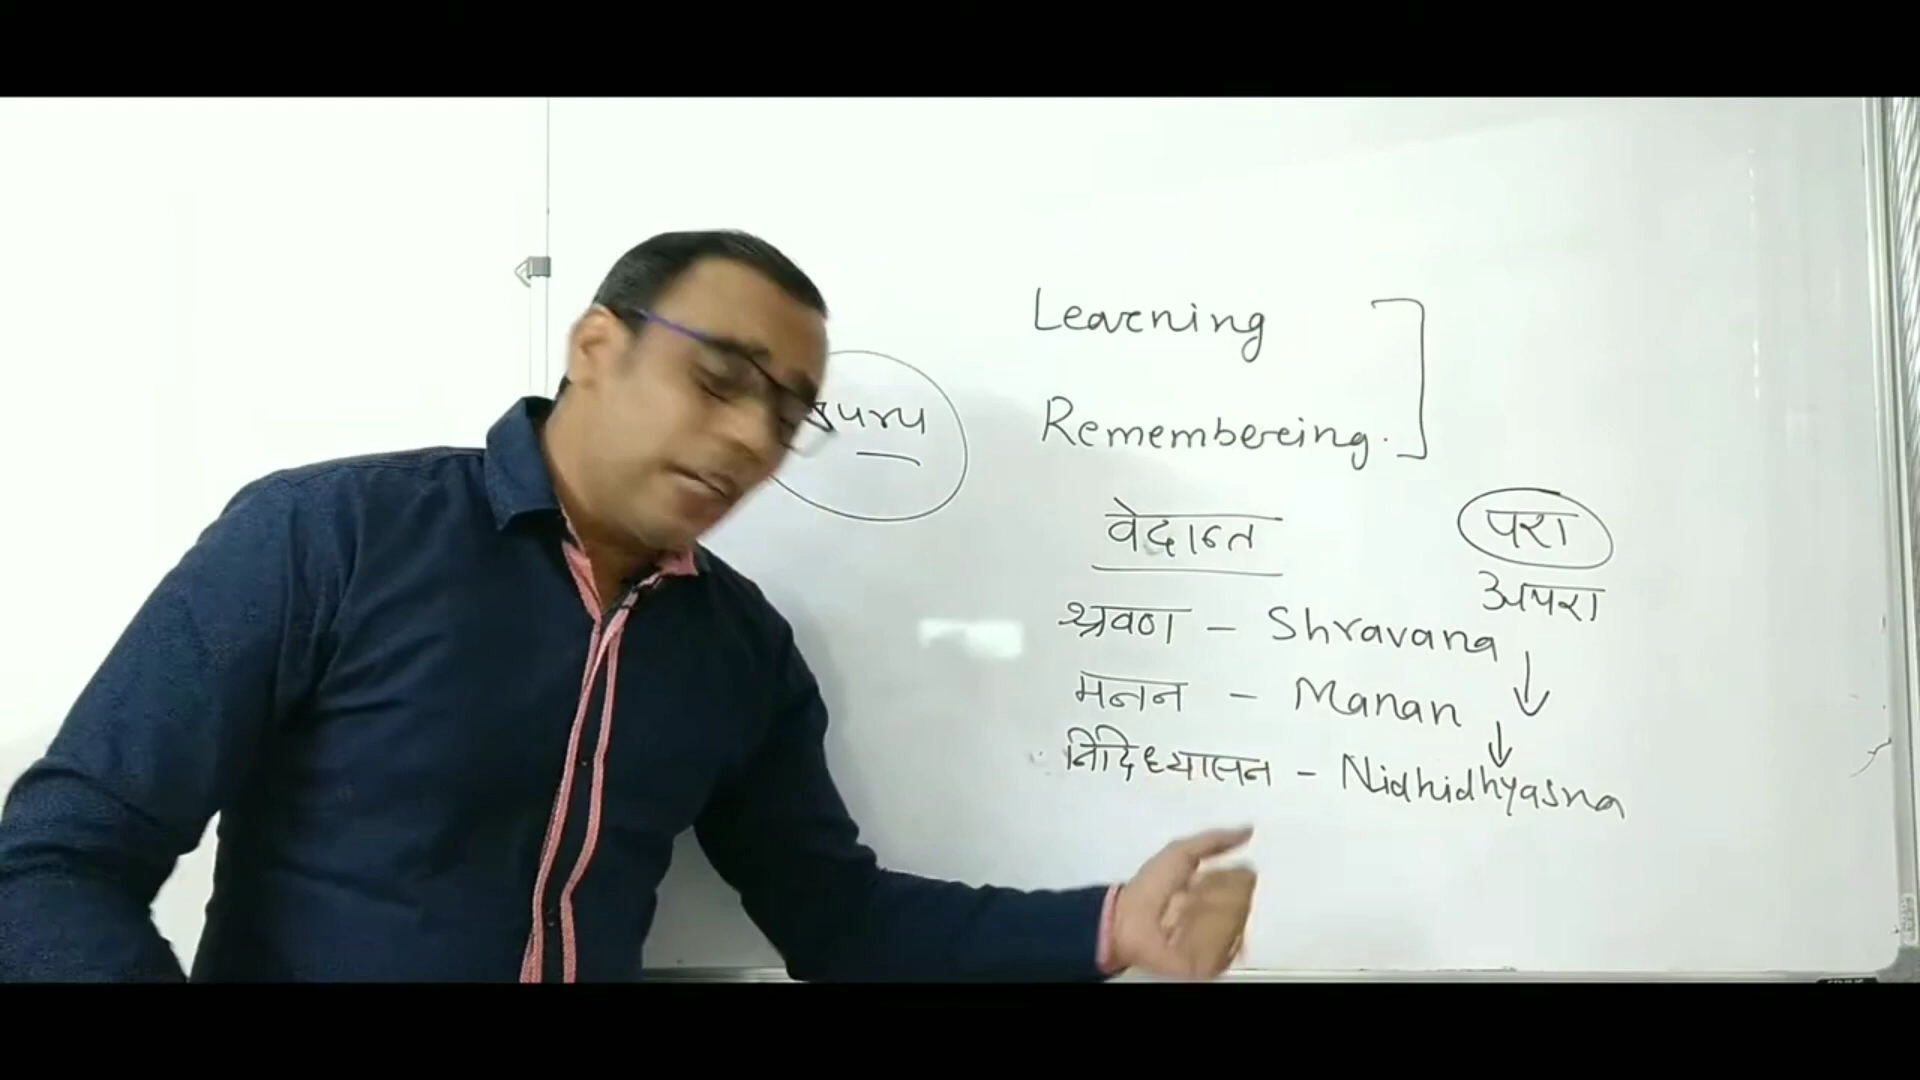 Learning
Remembering.
वेदान्त
परा
अपरा
श्रवण - Shravana
मनन - Manan
निदिध्यासन - Nidhidhyasna